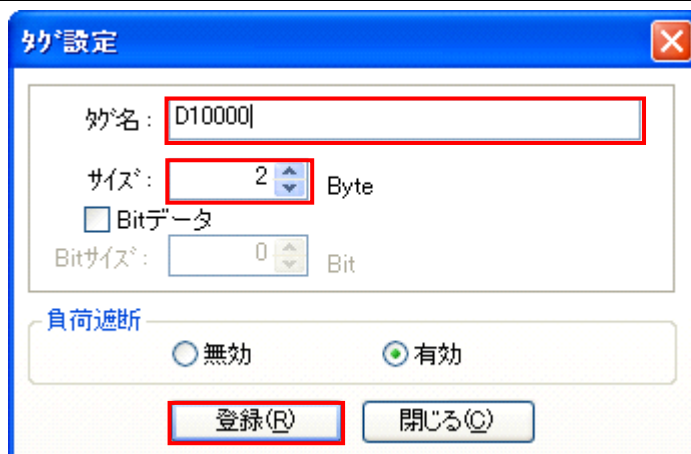 ﾀｸﾞ設定
ﾀｸﾞ名： D10000
ｻｲｽﾞ： 2 Byte
Bitデータ
Bitｻｲｽﾞ： 0 Bit
負荷遮断
無効 有効
登録(R) 閉じる(C)